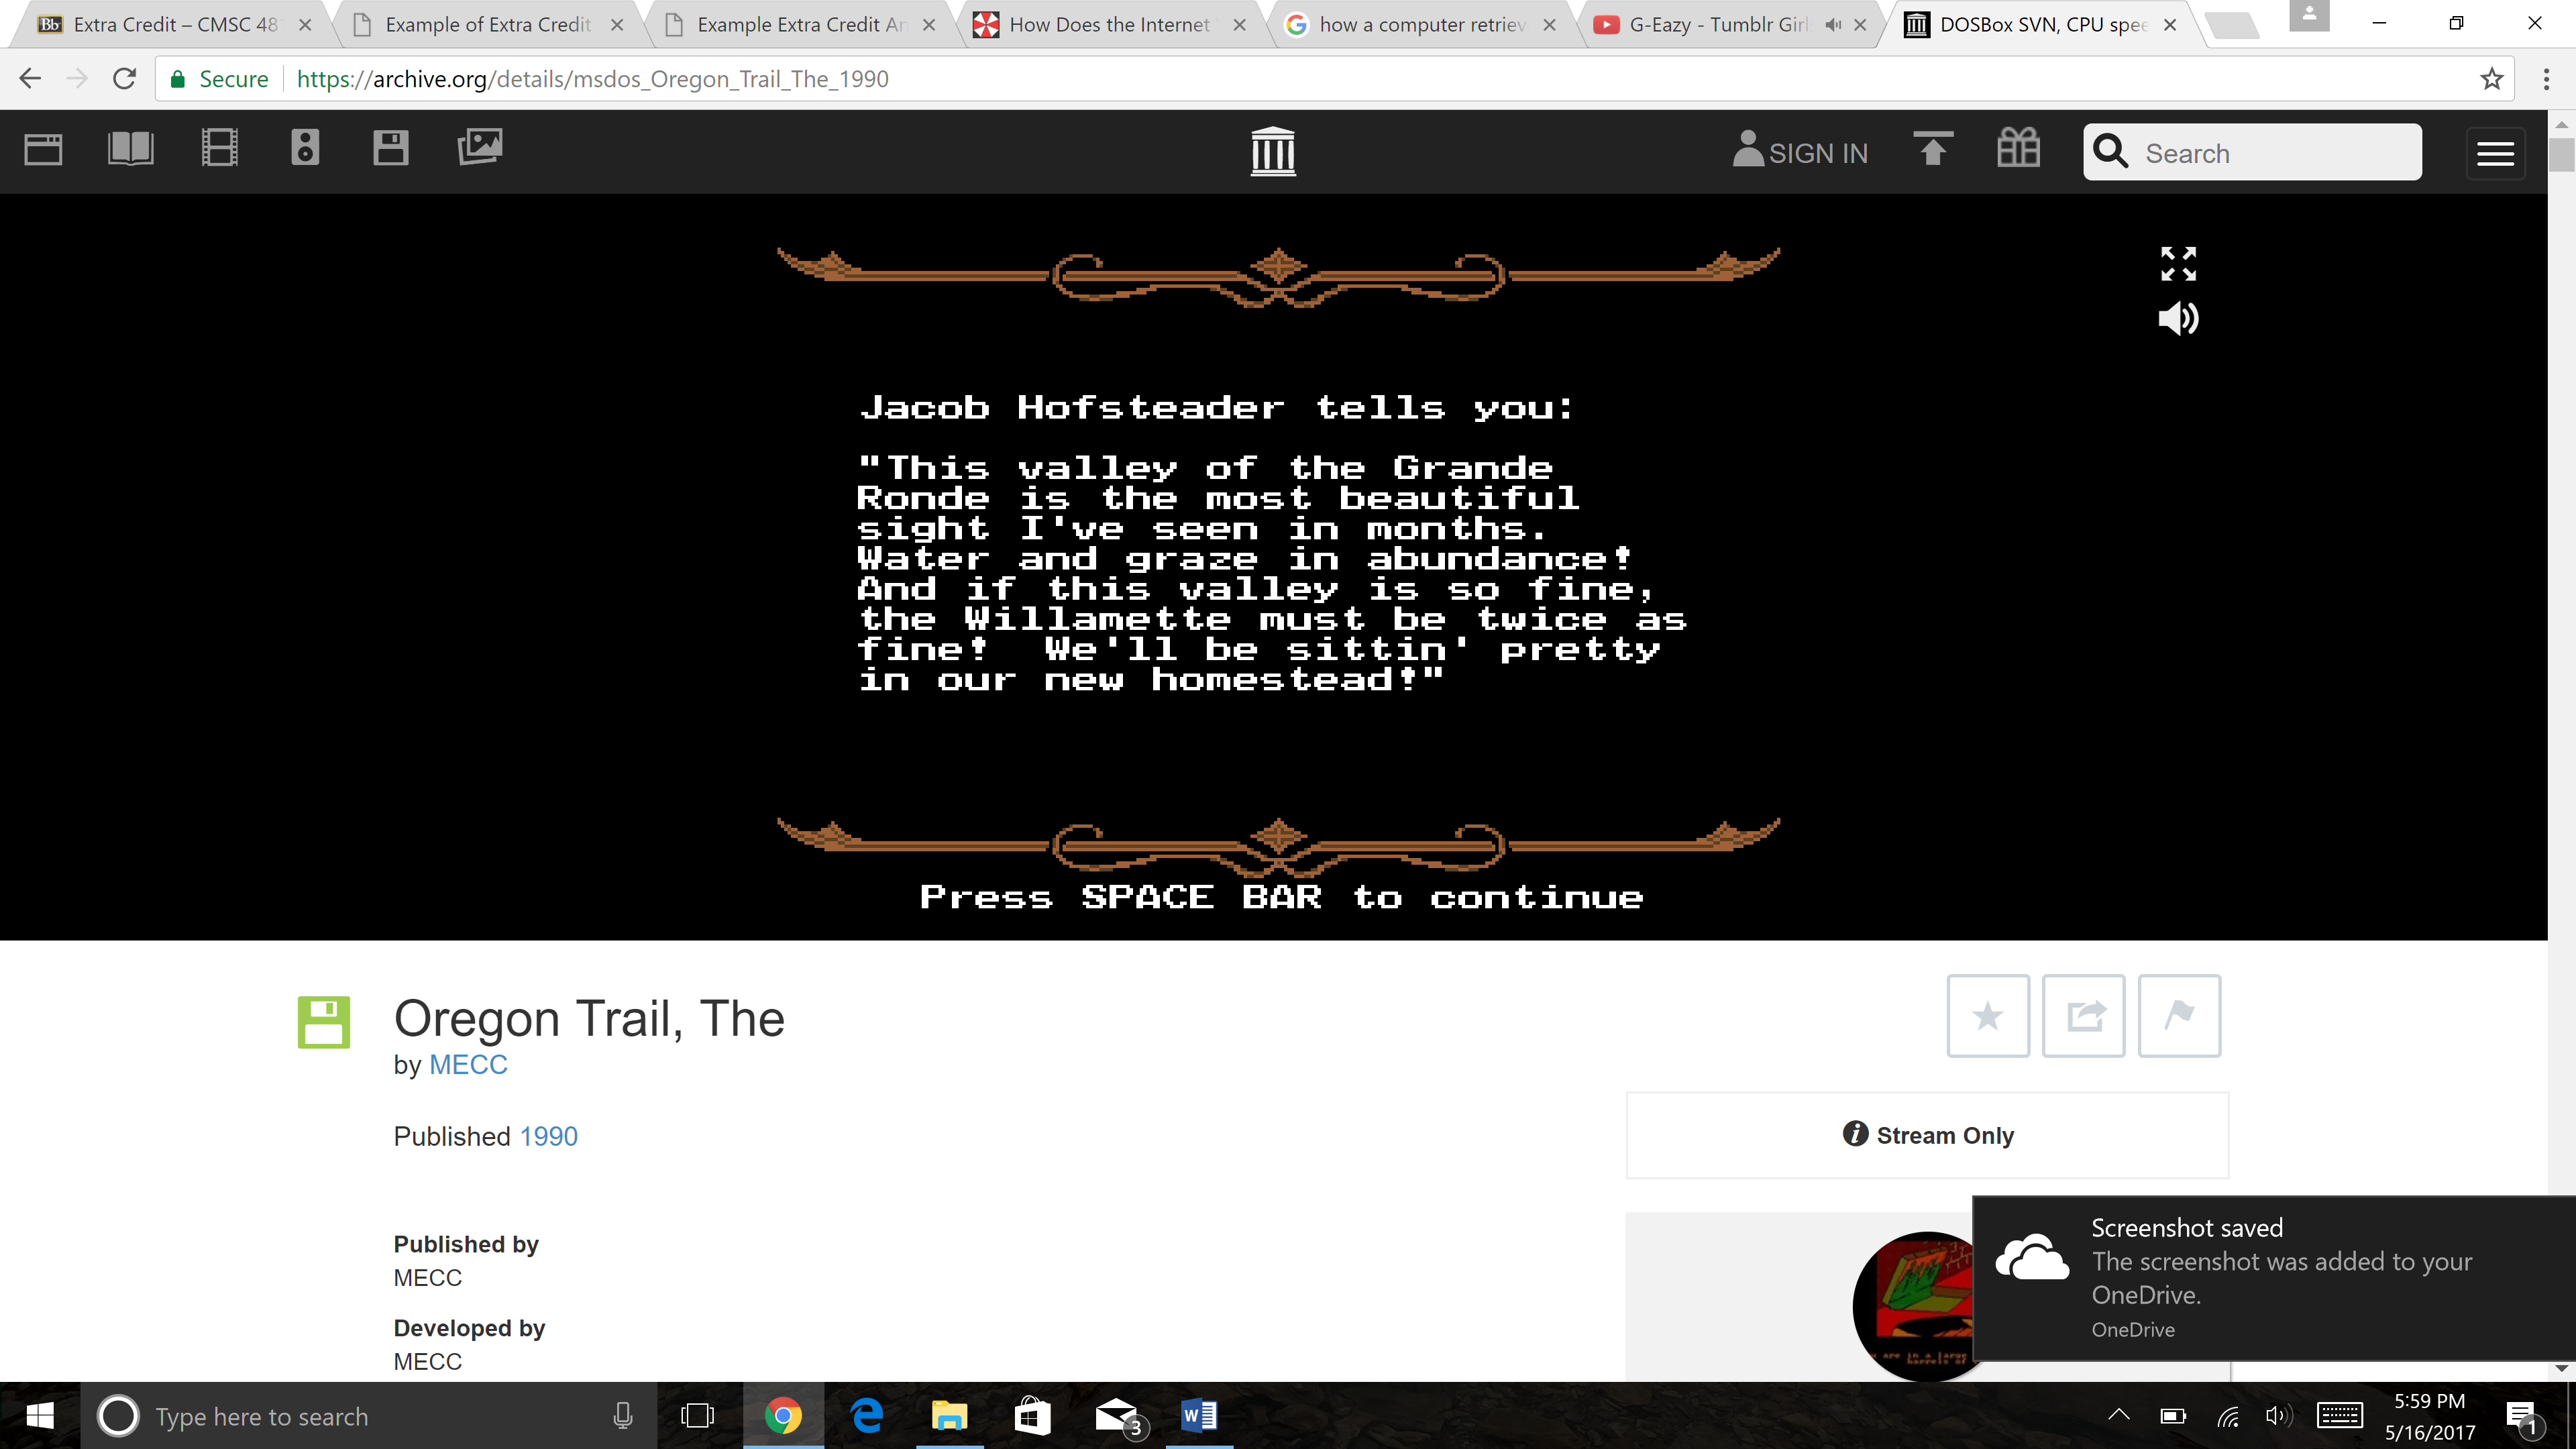 Extra Credit – CMSC 48
Example of Extra Credit
Example Extra Credit An
How Does the Internet
how a computer retriev
G-Eazy - Tumblr Girl
DOSBox SVN, CPU spee
Secure
https://archive.org/details/msdos_Oregon_Trail_The_1990
SIGN IN
Search
Jacob Hofsteader tells you:
"This valley of the Grande
Ronde is the most beautiful
sight I've seen in months.
Water and graze in abundance!
And if this valley is so fine,
the Willamette must be twice as
fine!  We'll be sittin' pretty
in our new homestead!"
Press SPACE BAR to continue
Oregon Trail, The
by MECC
Published 1990
Stream Only
Published by
MECC
Developed by
MECC
Screenshot saved
The screenshot was added to your
OneDrive.
OneDrive
Type here to search
3
5:59 PM
5/16/2017
1